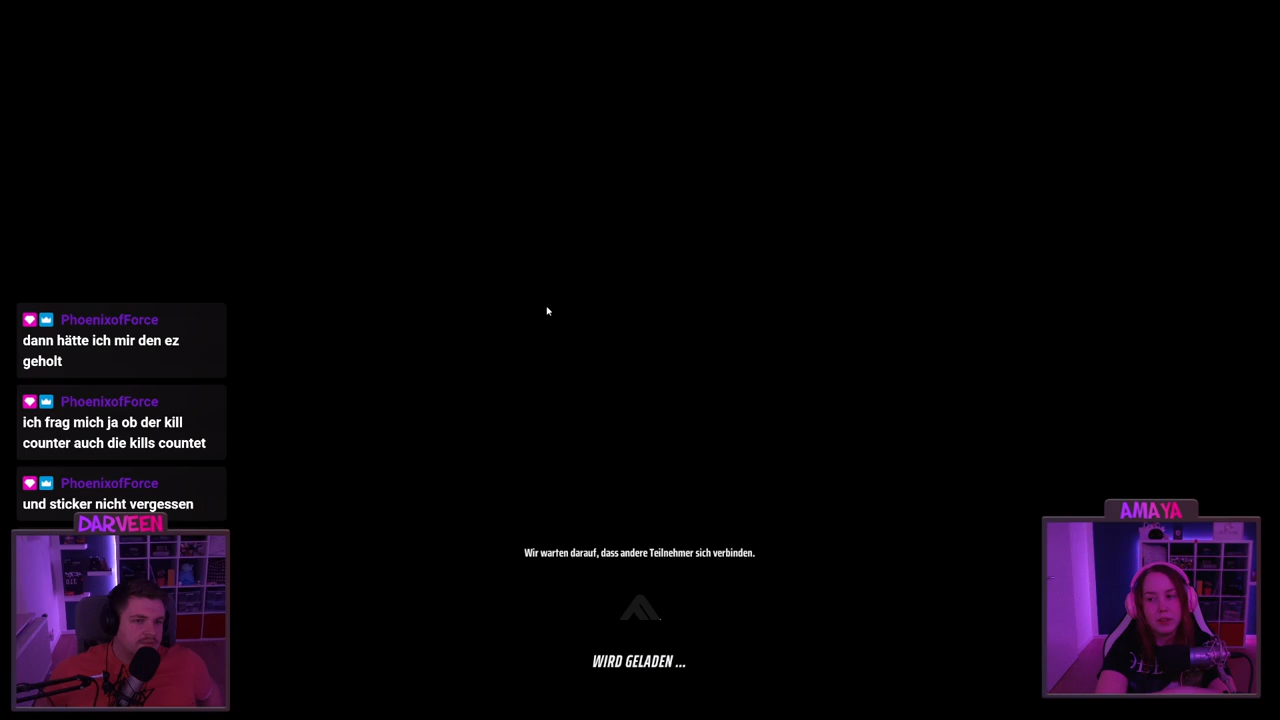 PhoenixofForce
dann hätte ich mir den ez
geholt
PhoenixofForce
ich frag mich ja ob der kill
counter auch die kills countet
PhoenixofForce
und sticker nicht vergessen
DARVEEN
AMAYA
Wir warten darauf, dass andere Teilnehmer sich verbinden.
WIRD GELADEN ...